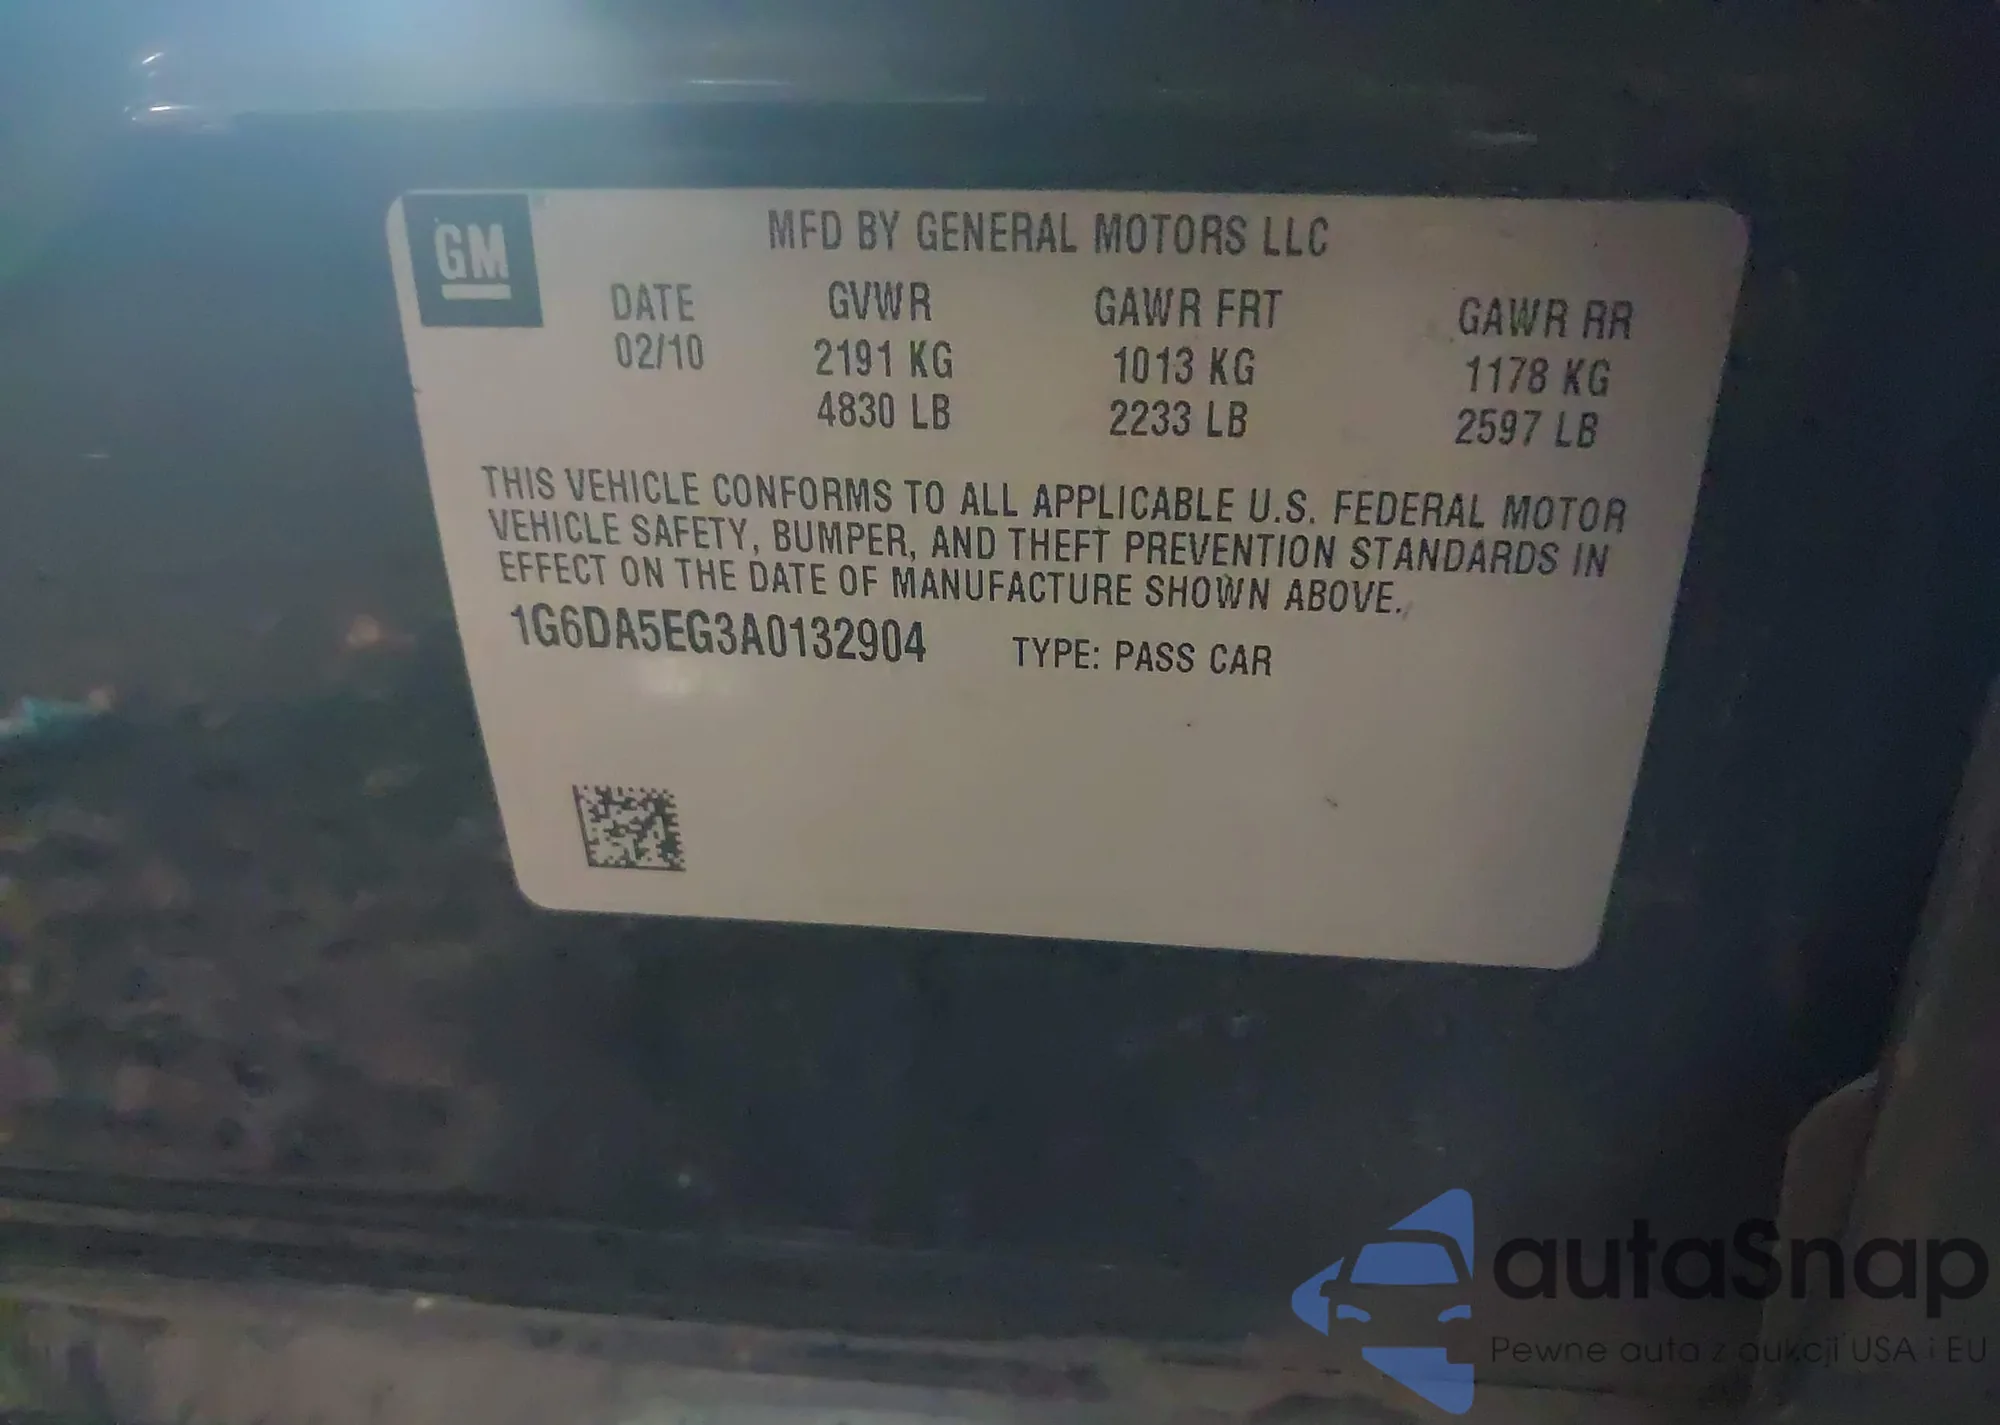 GM
MFD BY GENERAL MOTORS LLC
DATE GVWR GAWR FRT GAWR RR
02/10 2191 KG 1013 KG 1178 KG
4830 LB 2233 LB 2597 LB
THIS VEHICLE CONFORMS TO ALL APPLICABLE U.S. FEDERAL MOTOR
VEHICLE SAFETY, BUMPER, AND THEFT PREVENTION STANDARDS IN
EFFECT ON THE DATE OF MANUFACTURE SHOWN ABOVE.
1G6DA5EG3A0132904 TYPE: PASS CAR
autaSnap
Pewne auta z aukcji USA i EU